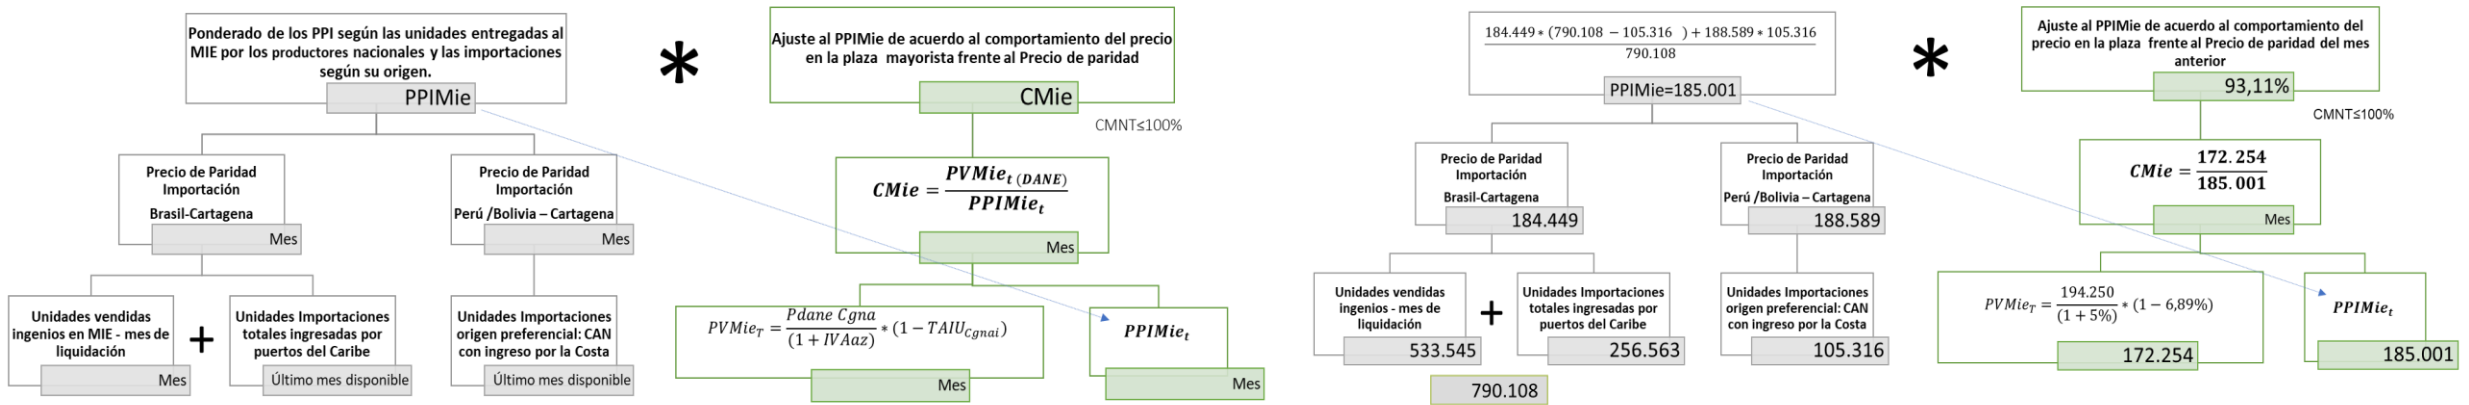 Ponderado de los PPI según las unidades entregadas al
MIE por los productores nacionales y las importaciones
según su origen.
PPIMie
*
Ajuste al PPIMie de acuerdo al comportamiento del precio
en la plaza mayorista frente al Precio de paridad
CMie
CMNT≤100%
Precio de Paridad
Importación
Brasil-Cartagena
Mes
Precio de Paridad
Importación
Perú /Bolivia – Cartagena
Mes
CMie = PVMie t (DANE) / PPIMie t
Mes
Unidades vendidas
ingenios en MIE - mes de
liquidación
Mes
+
Unidades Importaciones
totales ingresadas por
puertos del Caribe
Último mes disponible
Unidades Importaciones
origen preferencial: CAN
con ingreso por la Costa
Último mes disponible
PVMie T = Pdane Cgna / (1 + IVAaz) * (1 − TAIU Cgnai)
Mes
PPIMie t
Mes
184.449 * (790.108 − 105.316 ) + 188.589 * 105.316
790.108
PPIMie=185.001
*
Ajuste al PPIMie de acuerdo al comportamiento del
precio en la plaza frente al Precio de paridad del mes
anterior
93,11%
CMNT≤100%
Precio de Paridad
Importación
Brasil-Cartagena
184.449
Precio de Paridad
Importación
Perú /Bolivia – Cartagena
188.589
CMie = 172.254 / 185.001
Mes
Unidades vendidas
ingenios - mes de
liquidación
533.545
+
Unidades Importaciones
totales ingresadas por
puertos del Caribe
256.563
Unidades Importaciones
origen preferencial: CAN
con ingreso por la Costa
105.316
790.108
PVMie T = 194.250 / (1 + 5%) * (1 − 6,89%)
172.254
PPIMie t
185.001